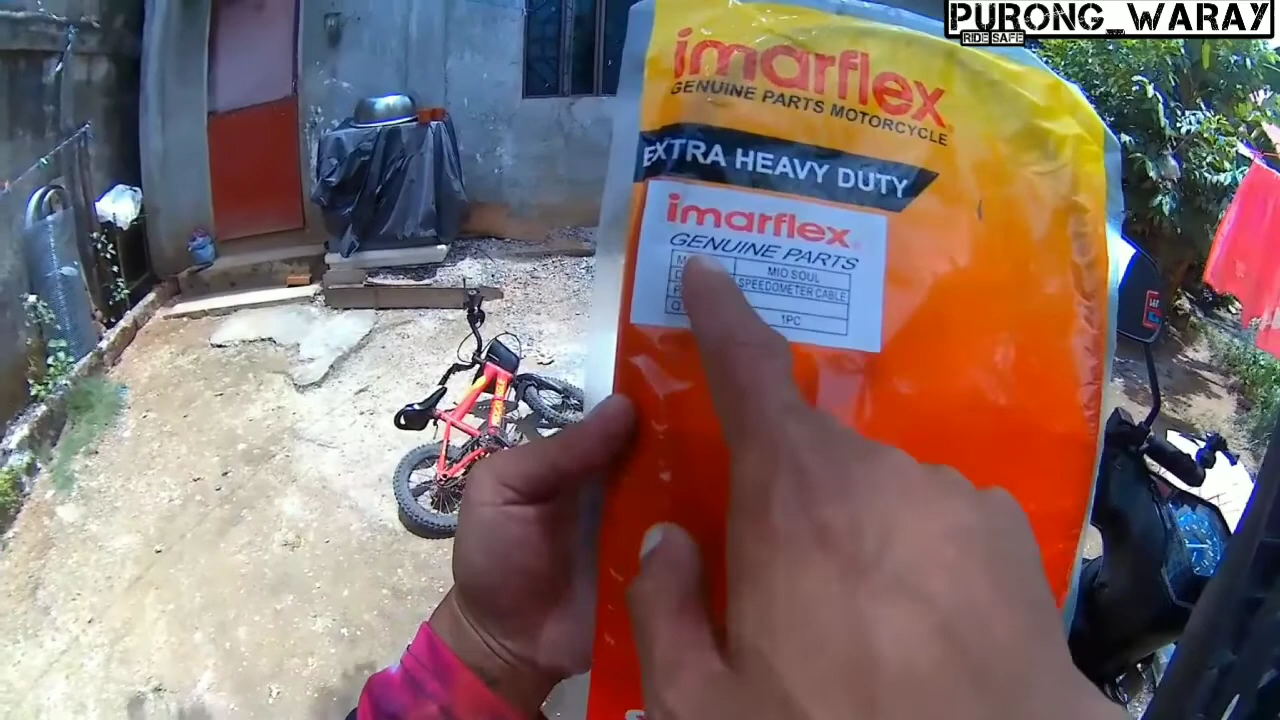 PURONG_WARAY
RIDE SAFE
imarflex
GENUINE PARTS MOTORCYCLE
EXTRA HEAVY DUTY
imarflex
GENUINE PARTS
MIO SOUL
SPEEDOMETER CABLE
1PC